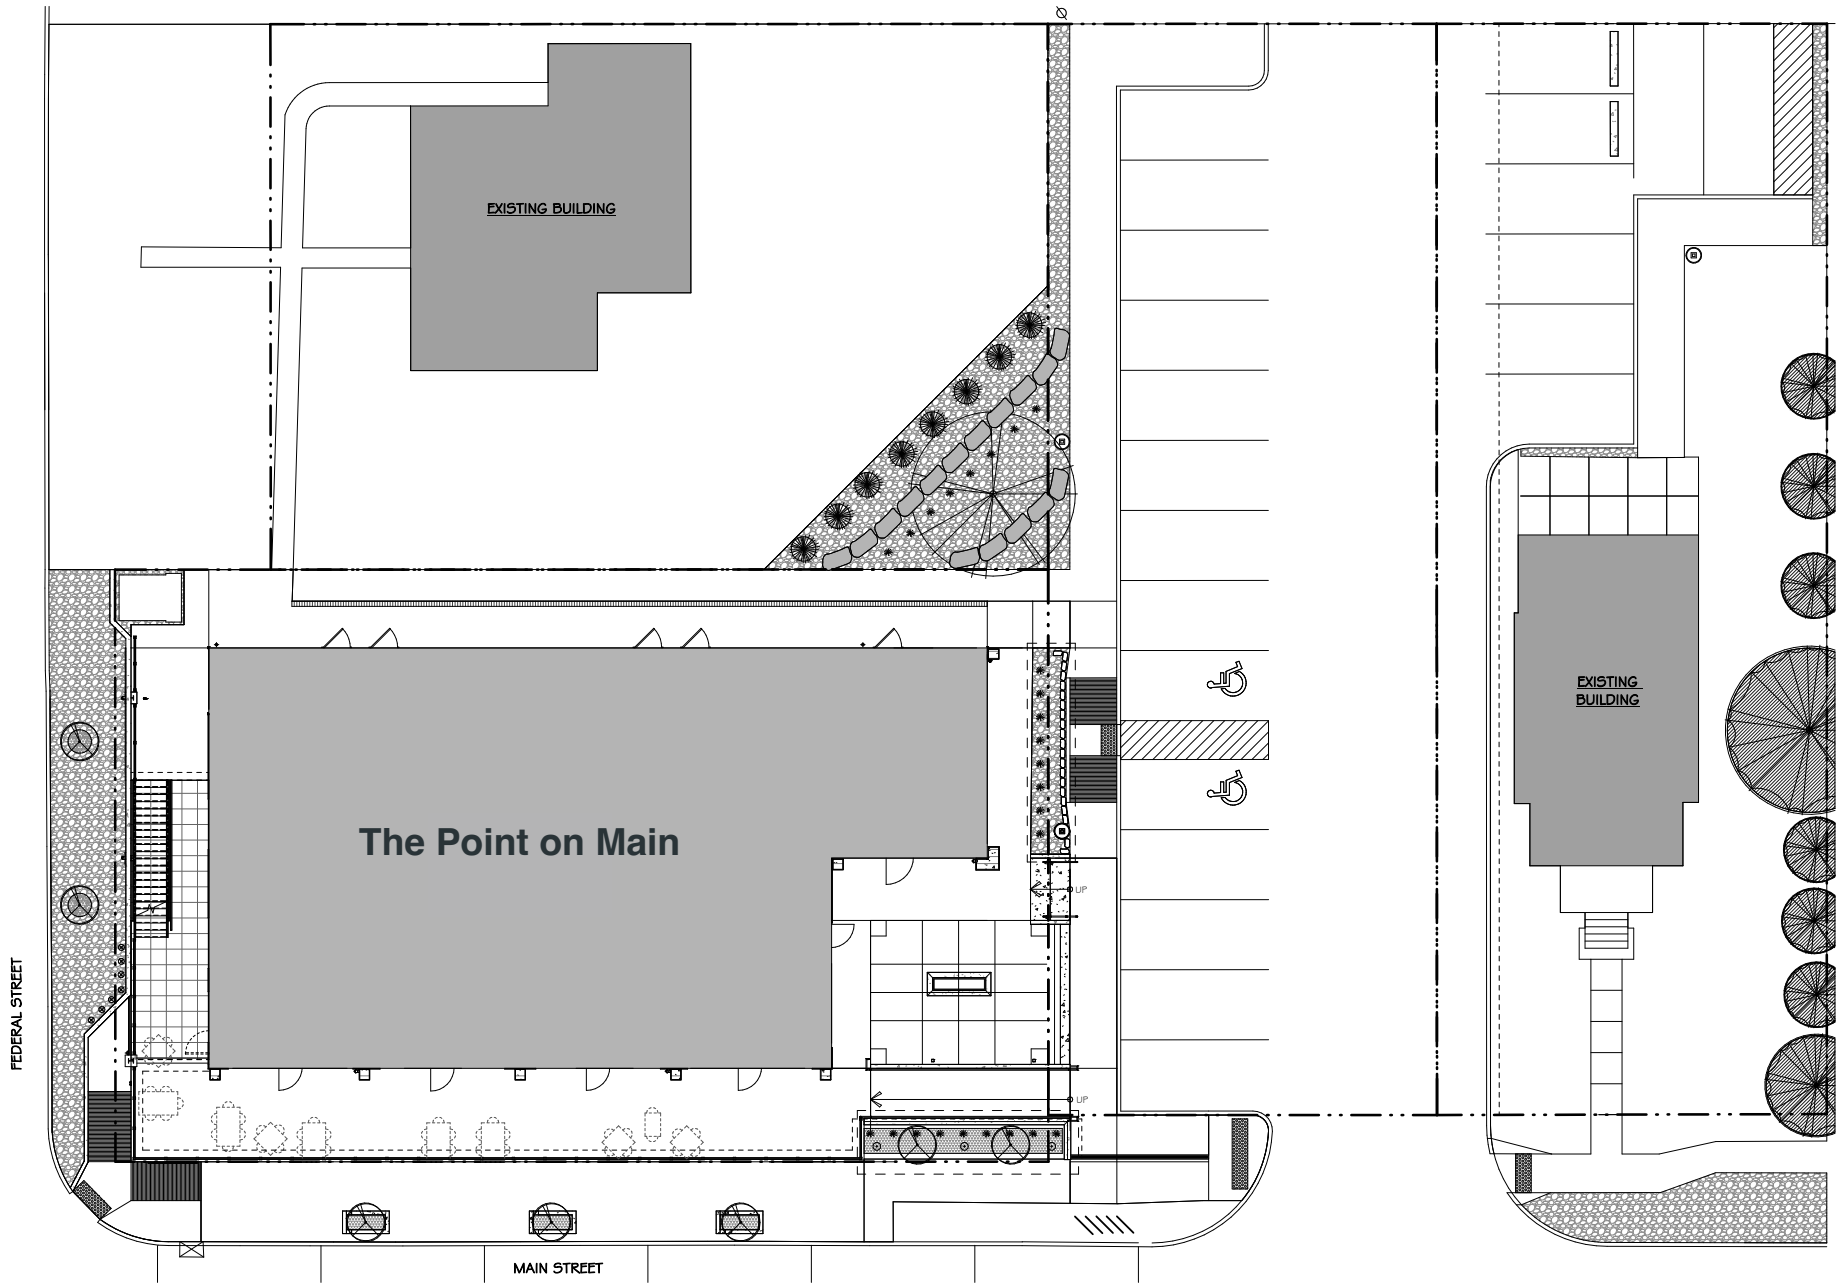 EXISTING BUILDING
EXISTING
BUILDING
The Point on Main
UP
UP
FEDERAL STREET
MAIN STREET